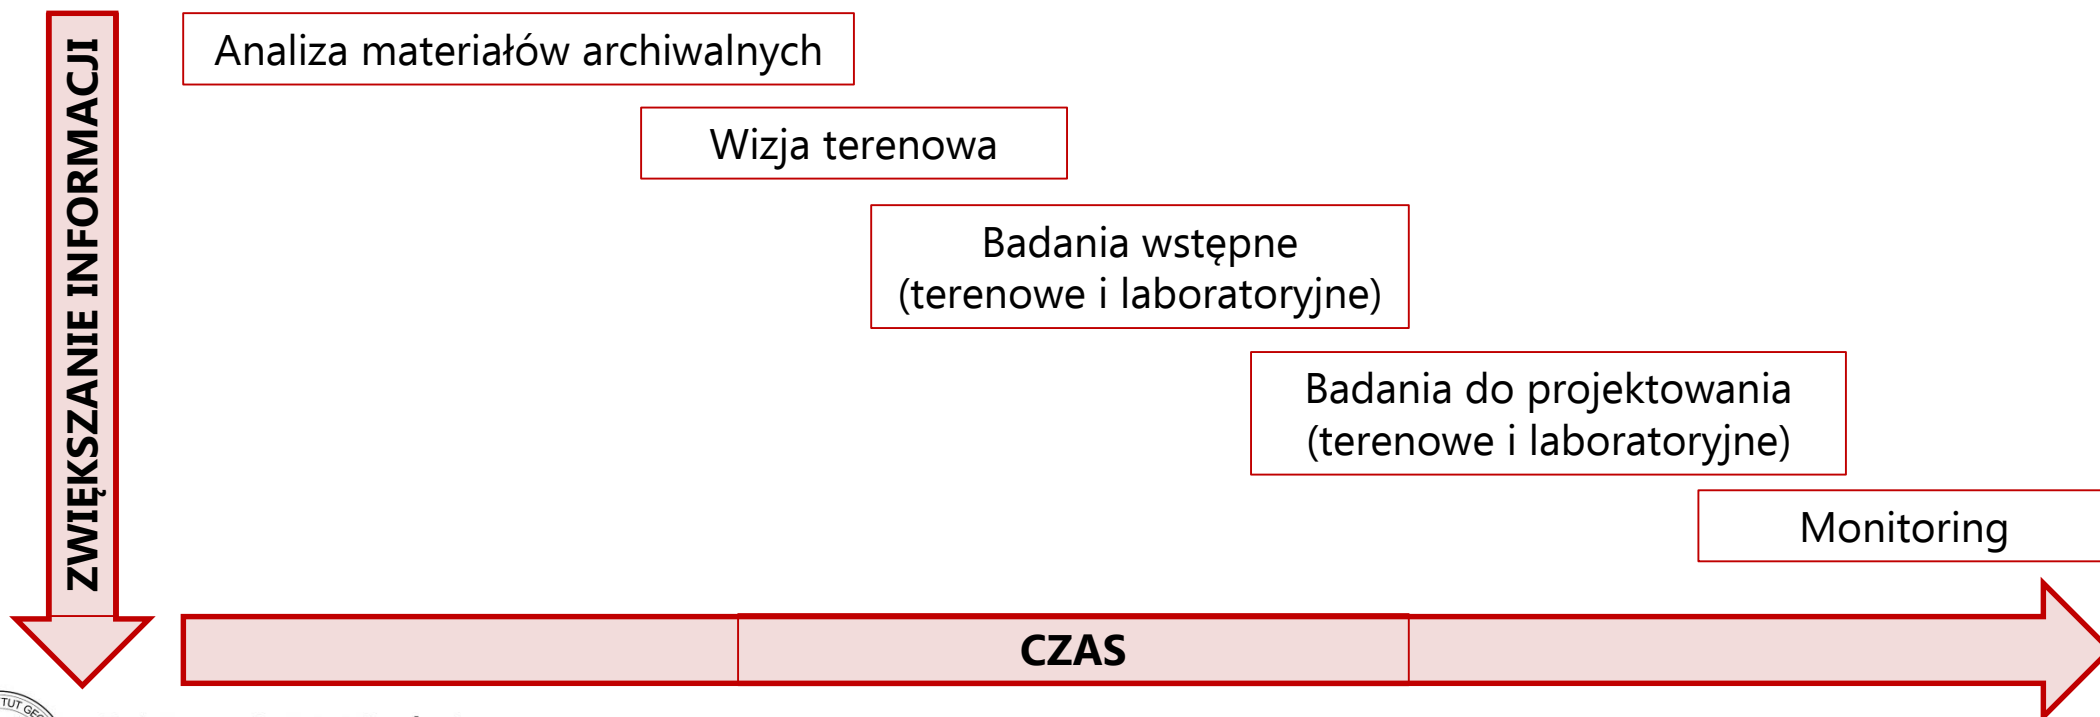 ZWIĘKSZANIE INFORMACJI
Analiza materiałów archiwalnych
Wizja terenowa
Badania wstępne
(terenowe i laboratoryjne)
Badania do projektowania
(terenowe i laboratoryjne)
Monitoring
CZAS